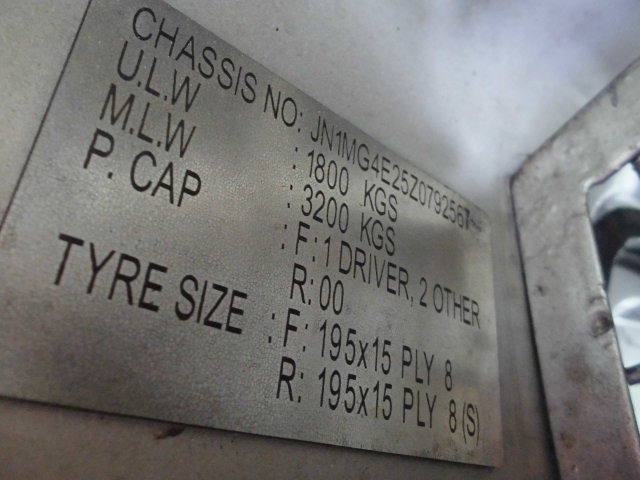 CHASSIS NO: JN1MG4E25Z0792567
U.L.W : 1800 KGS
M.L.W : 3200 KGS
P. CAP : F: 1 DRIVER, 2 OTHER
R: 00
TYRE SIZE : F: 195x15 PLY 8
R: 195x15 PLY 8 (S)